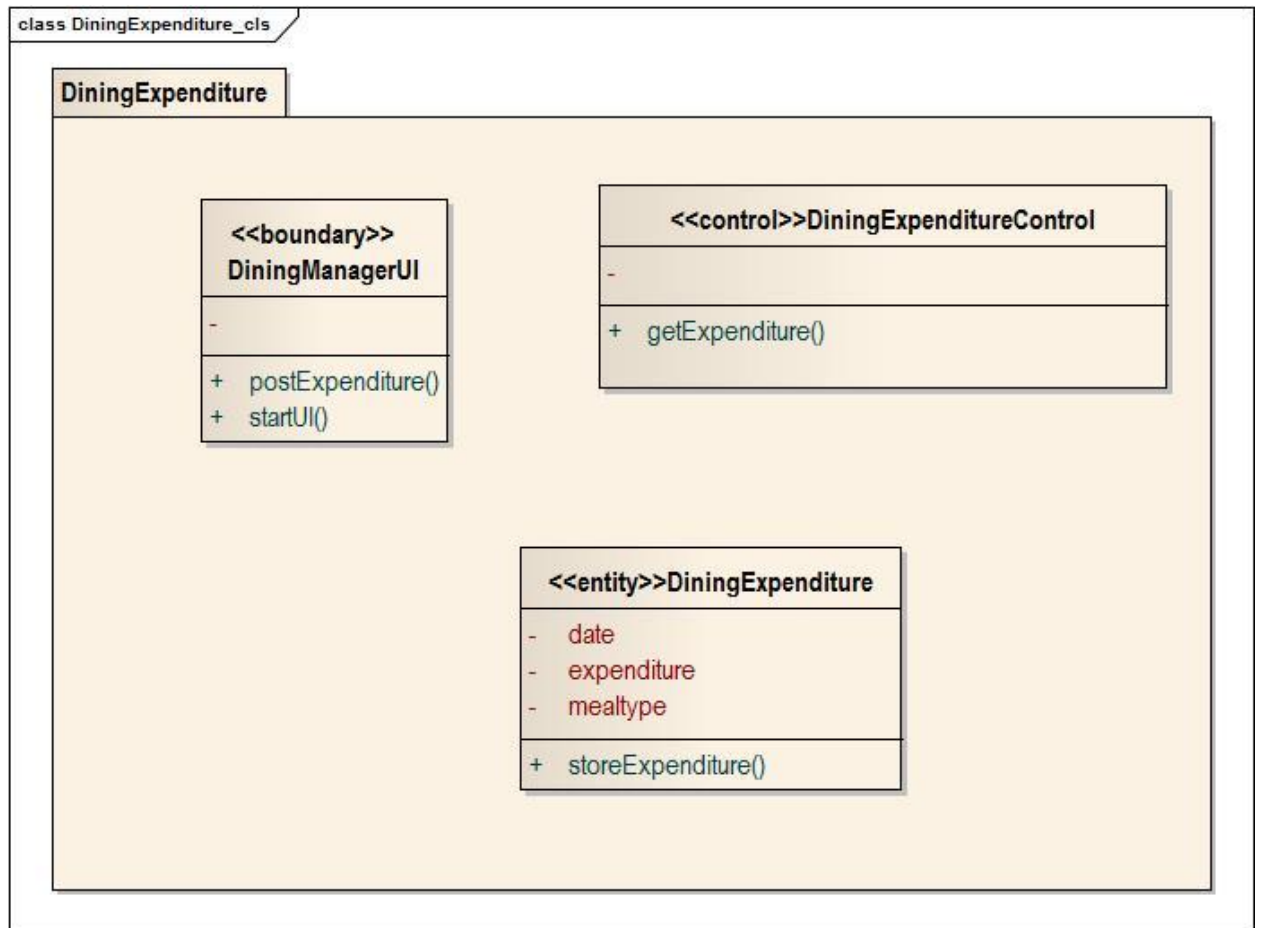 class DiningExpenditure_cls
DiningExpenditure
<<boundary>>
DiningManagerUI
-
+ postExpenditure()
+ startUI()
<<control>>DiningExpenditureControl
-
+ getExpenditure()
<<entity>>DiningExpenditure
- date
- expenditure
- mealtype
+ storeExpenditure()